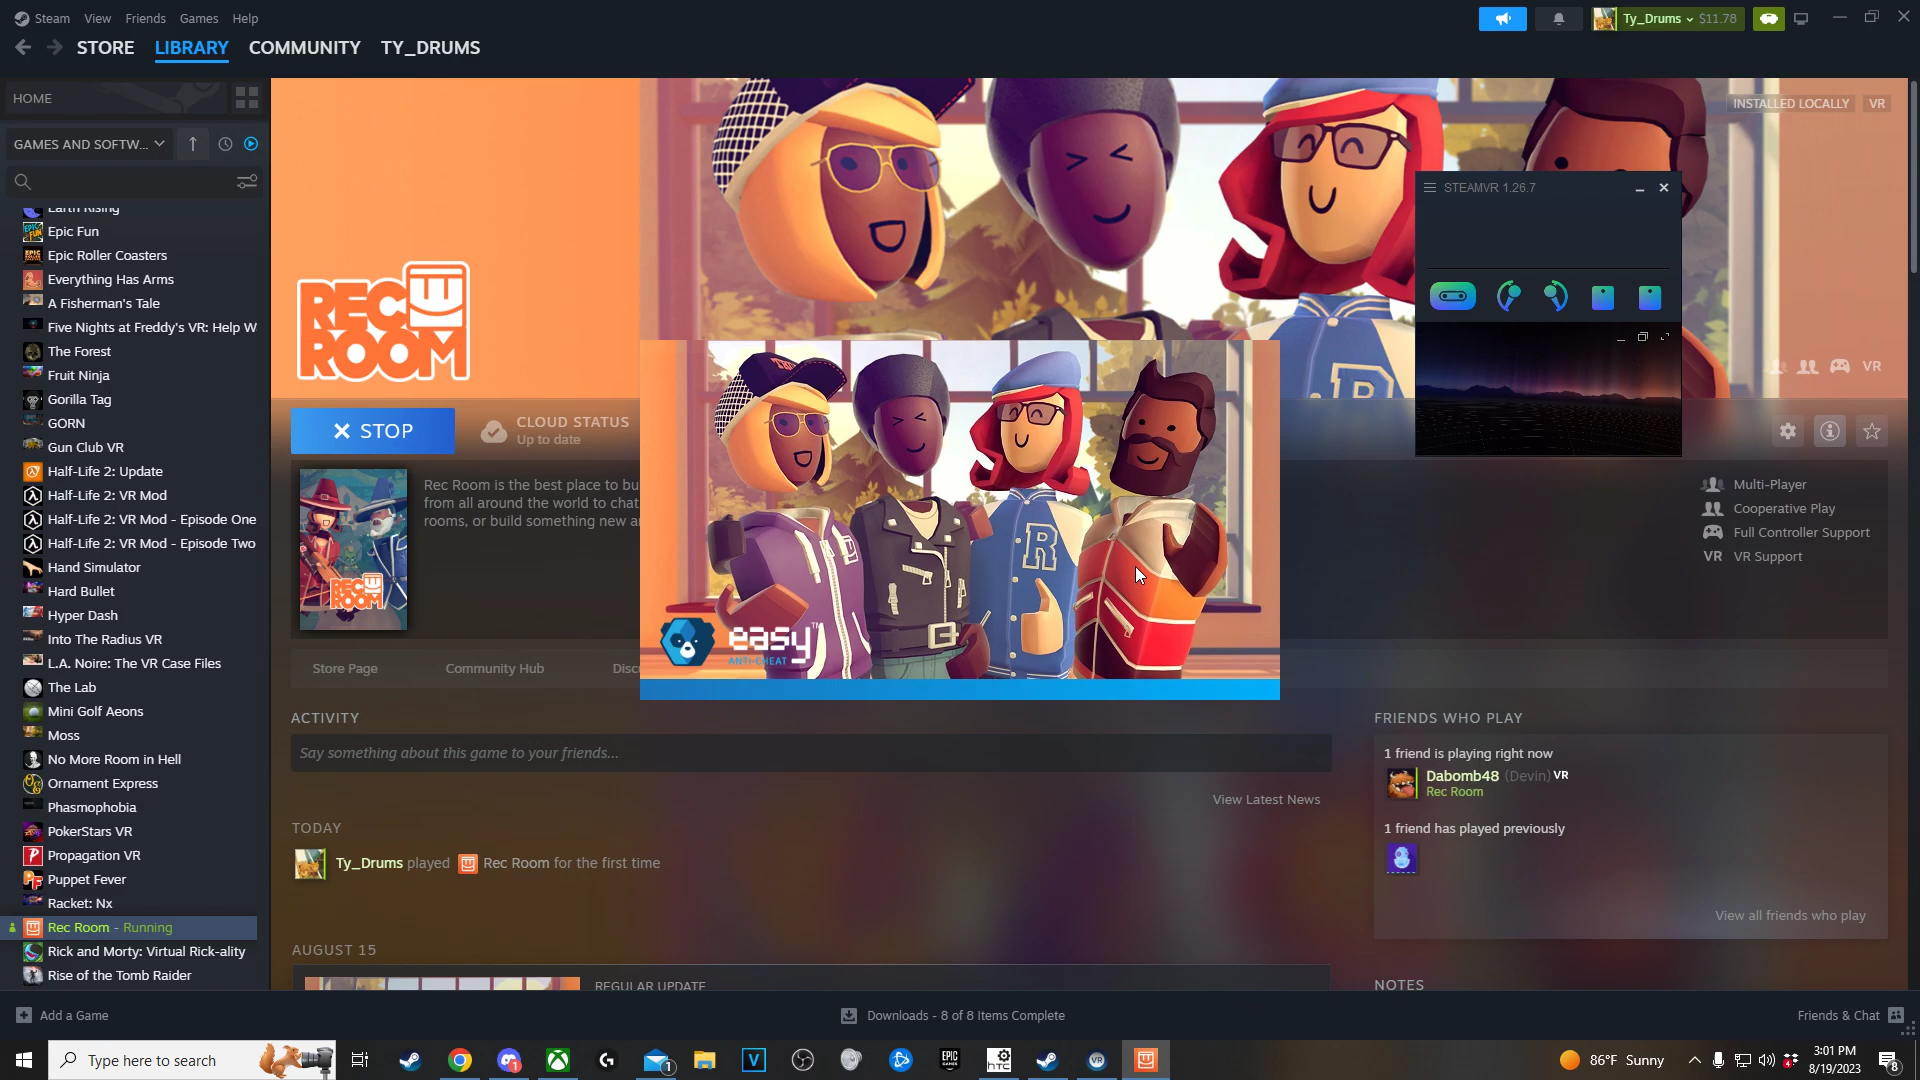 Steam View Friends Games Help
Ty_Drums $11.78
STORE LIBRARY COMMUNITY TY_DRUMS
HOME
GAMES AND SOFTW...
Earth Rising
Epic Fun
Epic Roller Coasters
Everything Has Arms
A Fisherman's Tale
Five Nights at Freddy's VR: Help W
The Forest
Fruit Ninja
Gorilla Tag
GORN
Gun Club VR
Half-Life 2: Update
Half-Life 2: VR Mod
Half-Life 2: VR Mod - Episode One
Half-Life 2: VR Mod - Episode Two
Hand Simulator
Hard Bullet
Hyper Dash
Into The Radius VR
L.A. Noire: The VR Case Files
The Lab
Mini Golf Aeons
Moss
No More Room in Hell
Ornament Express
Phasmophobia
PokerStars VR
Propagation VR
Puppet Fever
Racket: Nx
Rec Room - Running
Rick and Morty: Virtual Rick-ality
Rise of the Tomb Raider
INSTALLED LOCALLY VR
REC
ROOM
STEAMVR 1.26.7
VR
STOP
CLOUD STATUS
Up to date
REC
ROOM
Rec Room is the best place to bu
from all around the world to chat
rooms, or build something new a
R
easy™
ANTI-CHEAT
Multi-Player
Cooperative Play
Full Controller Support
VR VR Support
Store Page Community Hub Disc
ACTIVITY
Say something about this game to your friends...
View Latest News
TODAY
Ty_Drums played Rec Room for the first time
AUGUST 15
REGULAR UPDATE
FRIENDS WHO PLAY
1 friend is playing right now
Dabomb48 (Devin) VR
Rec Room
1 friend has played previously
View all friends who play
NOTES
Add a Game
Downloads - 8 of 8 Items Complete
Friends & Chat
Type here to search
86°F Sunny
3:01 PM
8/19/2023
8